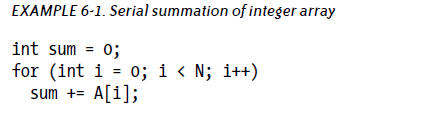 EXAMPLE 6-1. Serial summation of integer array
int sum = 0;
for (int i = 0; i < N; i++)
sum += A[i];